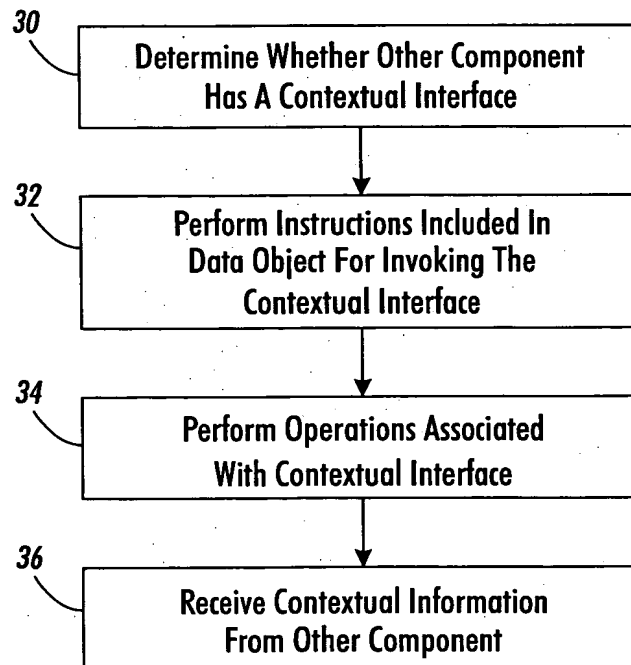 30
Determine Whether Other Component
Has A Contextual Interface
32
Perform Instructions Included In
Data Object For Invoking The
Contextual Interface
34
Perform Operations Associated
With Contextual Interface
36
Receive Contextual Information
From Other Component